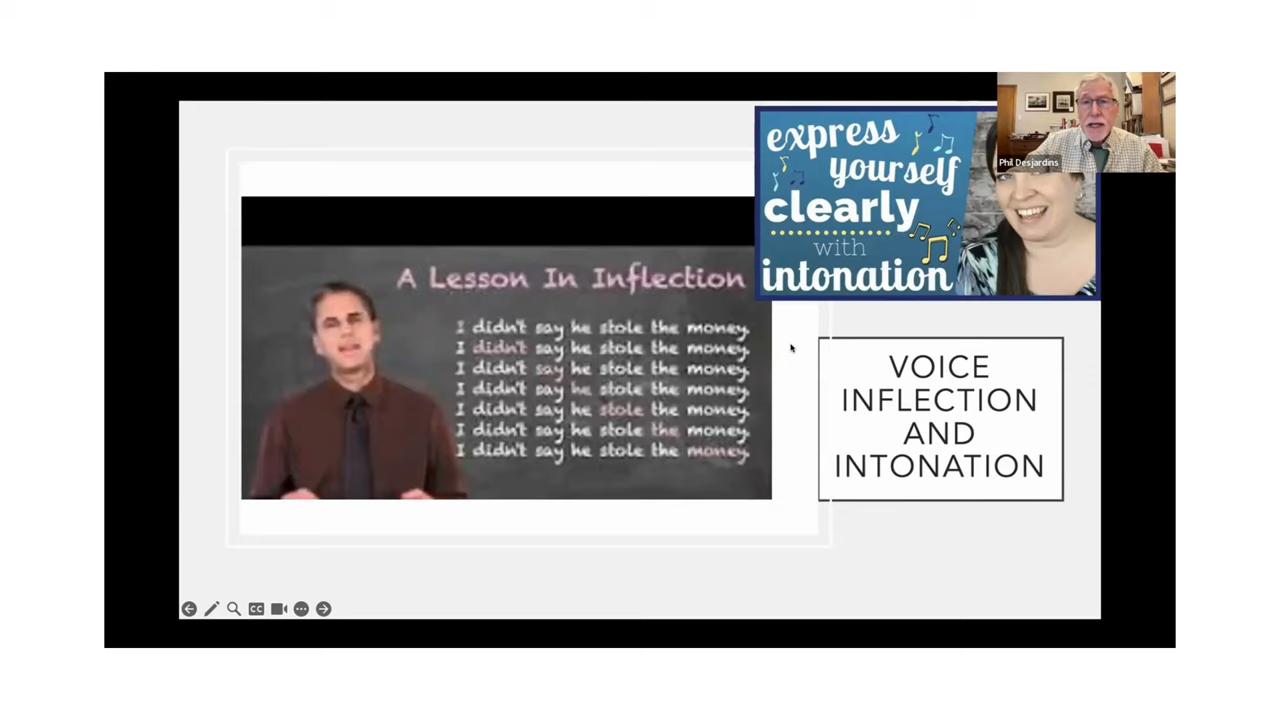 express
yourself
clearly
with
intonation
Phil Desjardins
A Lesson In Inflection
I didn't say he stole the money.
I didn't say he stole the money.
I didn't say he stole the money.
I didn't say he stole the money.
I didn't say he stole the money.
I didn't say he stole the money.
I didn't say he stole the money.
VOICE
INFLECTION
AND
INTONATION
CC